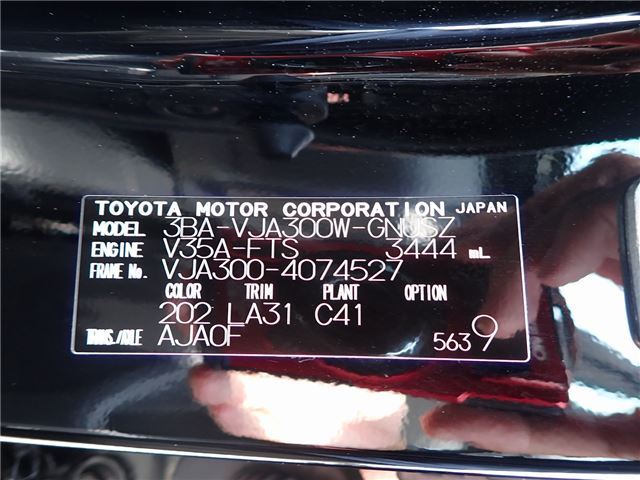 TOYOTA MOTOR CORPORATION JAPAN
MODEL 3BA-VJA300W-GNUSZ
ENGINE V35A-FTS 3444 mL
FRAME No. VJA300-4074527
COLOR TRIM PLANT OPTION
202 LA31 C41
TRANS./AXLE AJA0F 5639